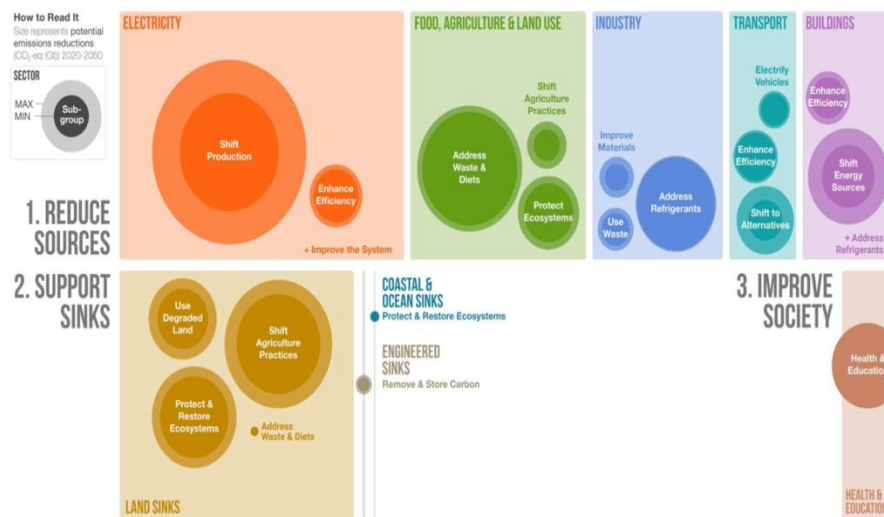 How to Read It
Size represents potential
emissions reductions
(CO₂-eq (Gt)) 2020-2050
SECTOR
MAX
MIN
Sub-
group
1. REDUCE
SOURCES
ELECTRICITY
Shift
Production
Enhance
Efficiency
+ Improve the System
FOOD, AGRICULTURE & LAND USE
Address
Waste &
Diets
Shift
Agriculture
Practices
Protect
Ecosystems
INDUSTRY
Improve
Materials
Use
Waste
Address
Refrigerants
TRANSPORT
Electrify
Vehicles
Enhance
Efficiency
Shift to
Alternatives
BUILDINGS
Enhance
Efficiency
Shift
Energy
Sources
+ Address
Refrigerants
2. SUPPORT
SINKS
Use
Degraded
Land
Shift
Agriculture
Practices
Protect &
Restore
Ecosystems
Address
Waste & Diets
LAND SINKS
COASTAL &
OCEAN SINKS
Protect & Restore Ecosystems
ENGINEERED
SINKS
Remove & Store Carbon
3. IMPROVE
SOCIETY
Health &
Educatio
HEALTH &
EDUCATION